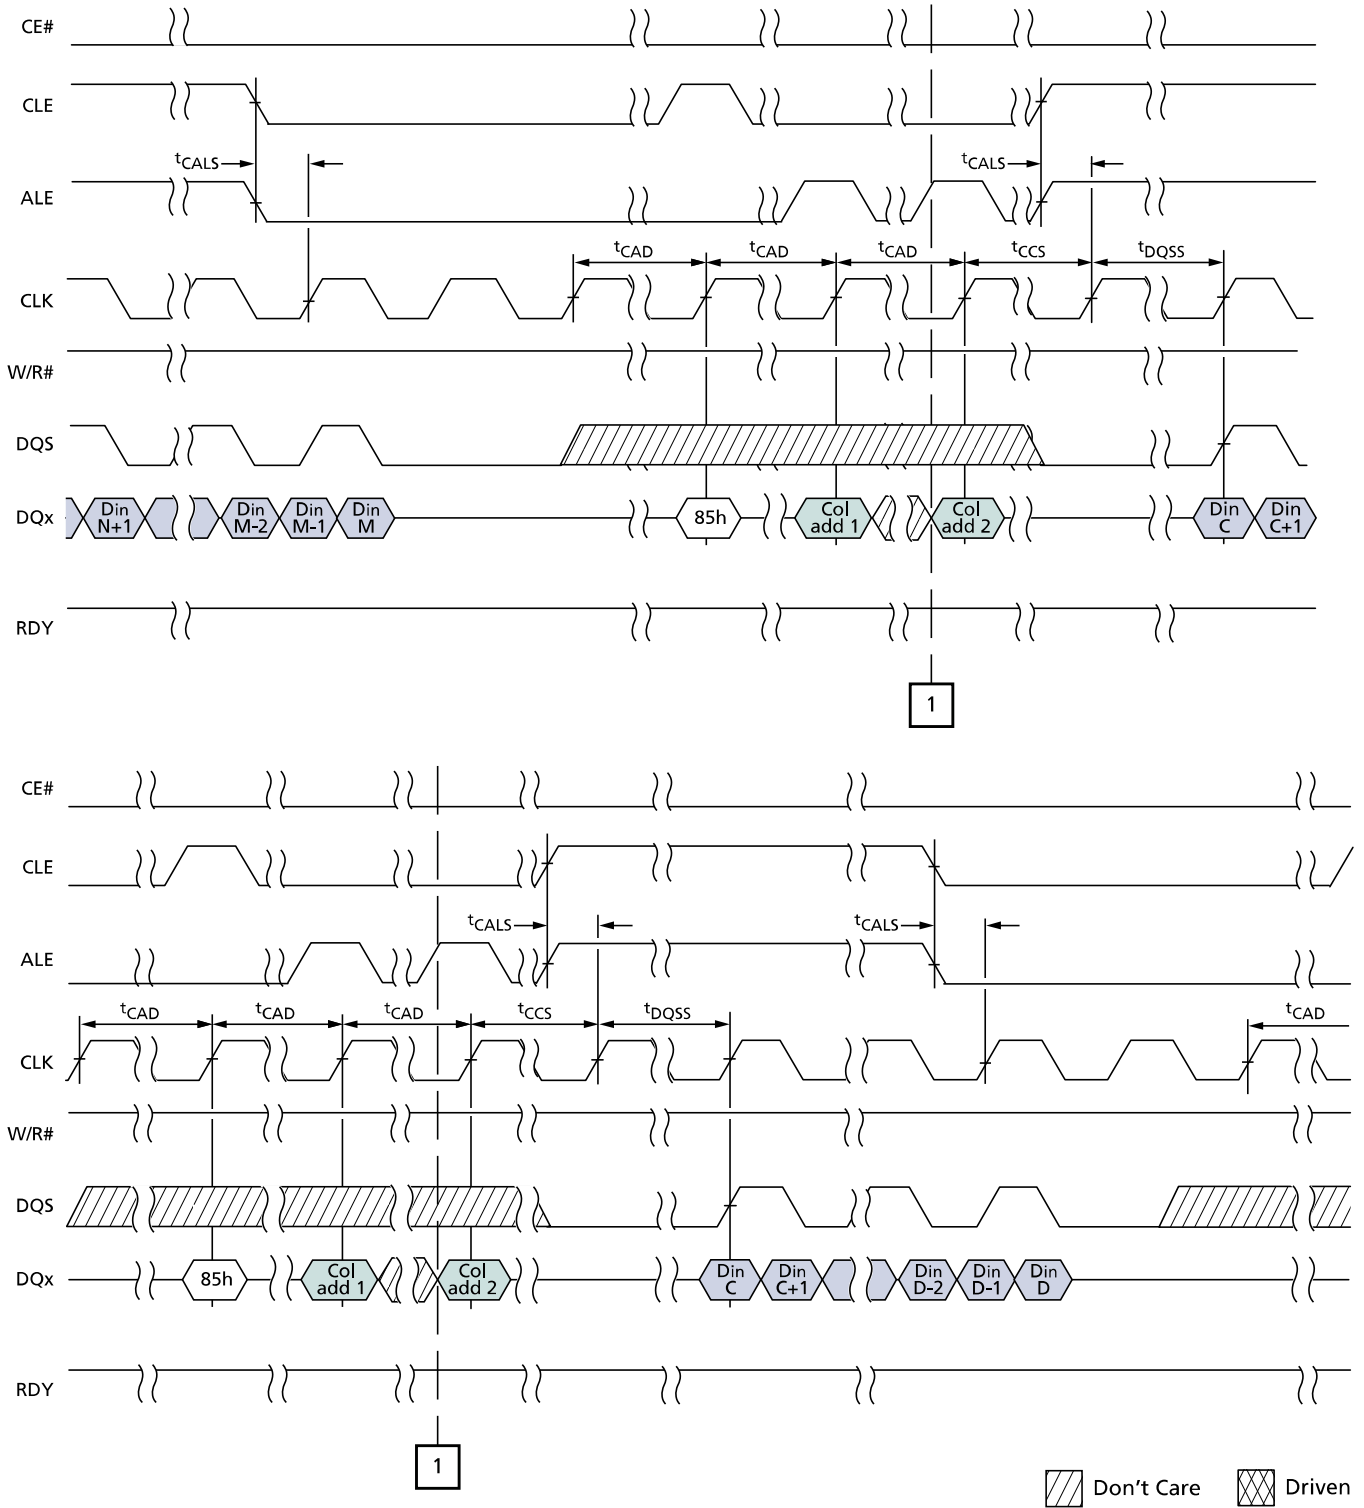 CE#
CLE
tCALS
tCALS
ALE
tCAD
tCAD
tCAD
tCCS
tDQSS
CLK
W/R#
DQS
DQx
Din N+1
Din M-2
Din M-1
Din M
85h
Col add 1
Col add 2
Din C
Din C+1
RDY
1
CE#
CLE
tCALS
tCALS
ALE
tCAD
tCAD
tCAD
tCCS
tDQSS
tCAD
CLK
W/R#
DQS
DQx
85h
Col add 1
Col add 2
Din C
Din C+1
Din D-2
Din D-1
Din D
RDY
1
Don't Care
Driven